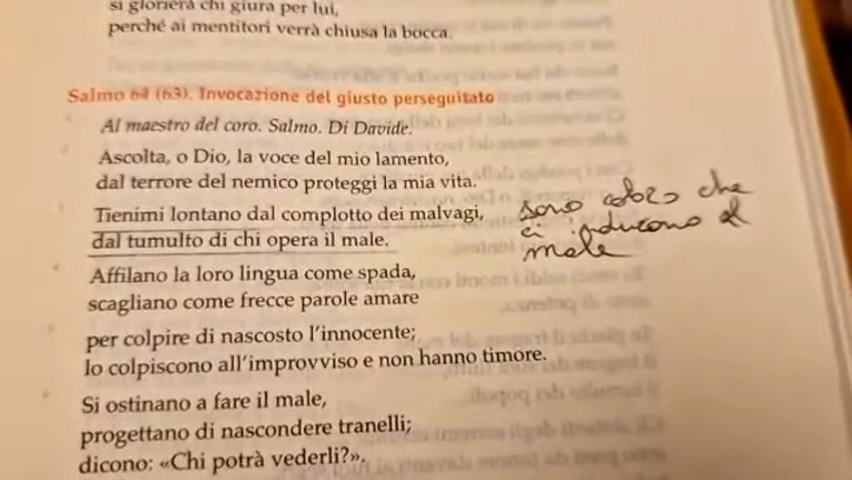 si glorierà chi giura per lui,
perché ai mentitori verrà chiusa la bocca.
Salmo 64 (63). Invocazione del giusto perseguitato
Al maestro del coro. Salmo. Di Davide.
Ascolta, o Dio, la voce del mio lamento,
dal terrore del nemico proteggi la mia vita.
Tienimi lontano dal complotto dei malvagi,
dal tumulto di chi opera il male.
sono coloro che
ci inducono al
male
Affilano la loro lingua come spada,
scagliano come frecce parole amare
per colpire di nascosto l'innocente;
lo colpiscono all'improvviso e non hanno timore.
Si ostinano a fare il male,
progettano di nascondere tranelli;
dicono: «Chi potrà vederli?».